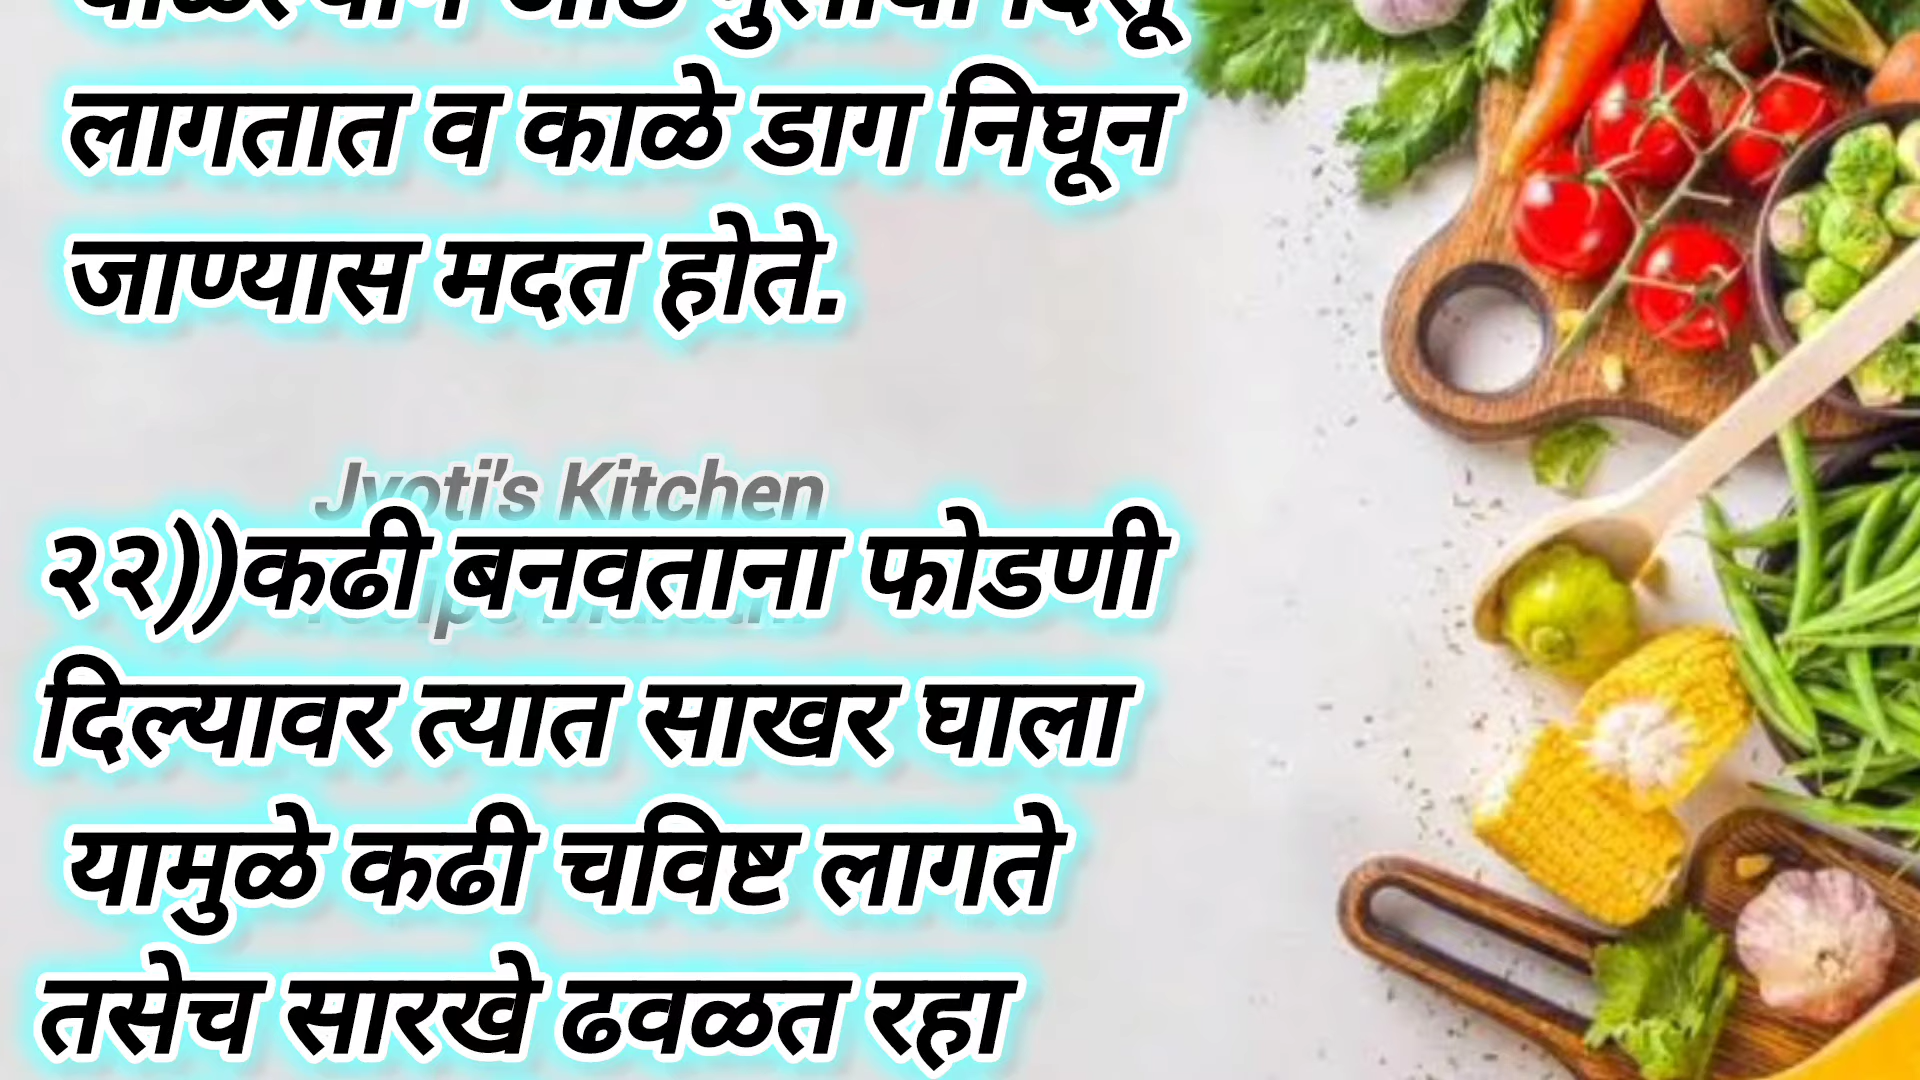 दिसू
लागतात व काळे डाग निघून
जाण्यास मदत होते.
Jyoti's Kitchen
२२))कढी बनवताना फोडणी
दिल्यावर त्यात साखर घाला
यामुळे कढी चविष्ट लागते
तसेच सारखे ढवळत रहा